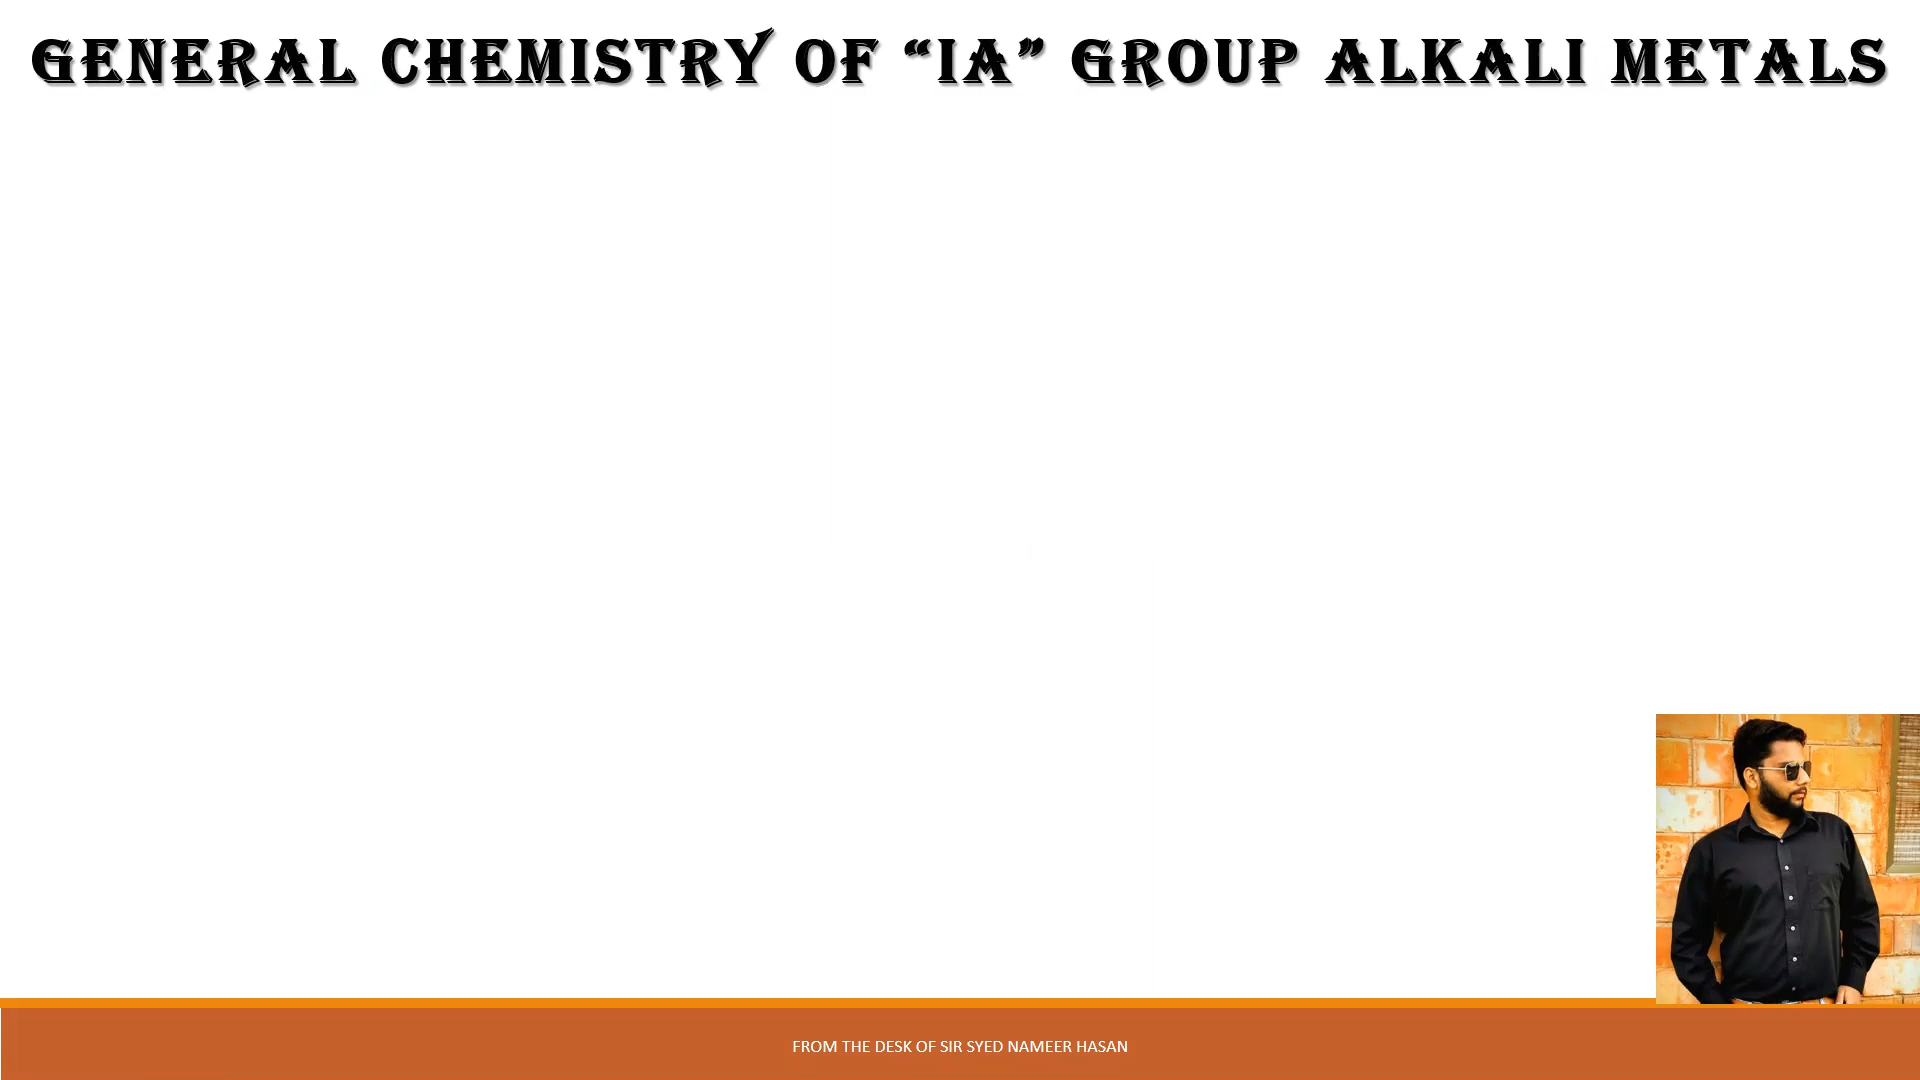 GENERAL CHEMISTRY OF “IA” GROUP ALKALI METALS
FROM THE DESK OF SIR SYED NAMEER HASAN